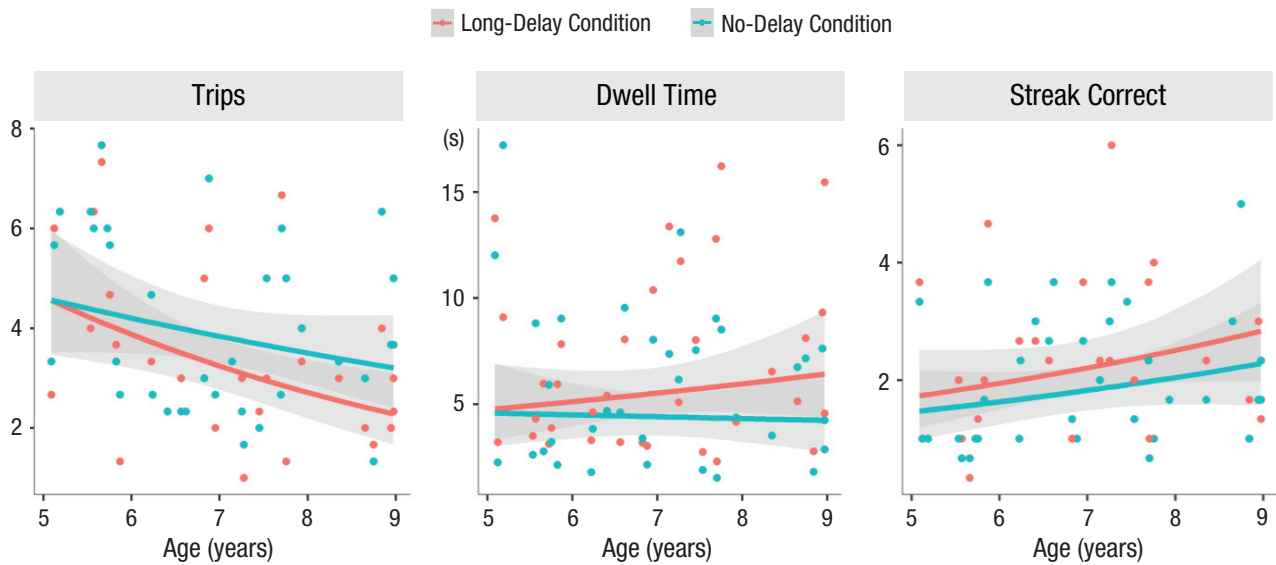 Long-Delay Condition No-Delay Condition
Trips Dwell Time Streak Correct
8
6
4
2
5 6 7 8 9
Age (years)
(s)
15
10
5
5 6 7 8 9
Age (years)
6
4
2
5 6 7 8 9
Age (years)